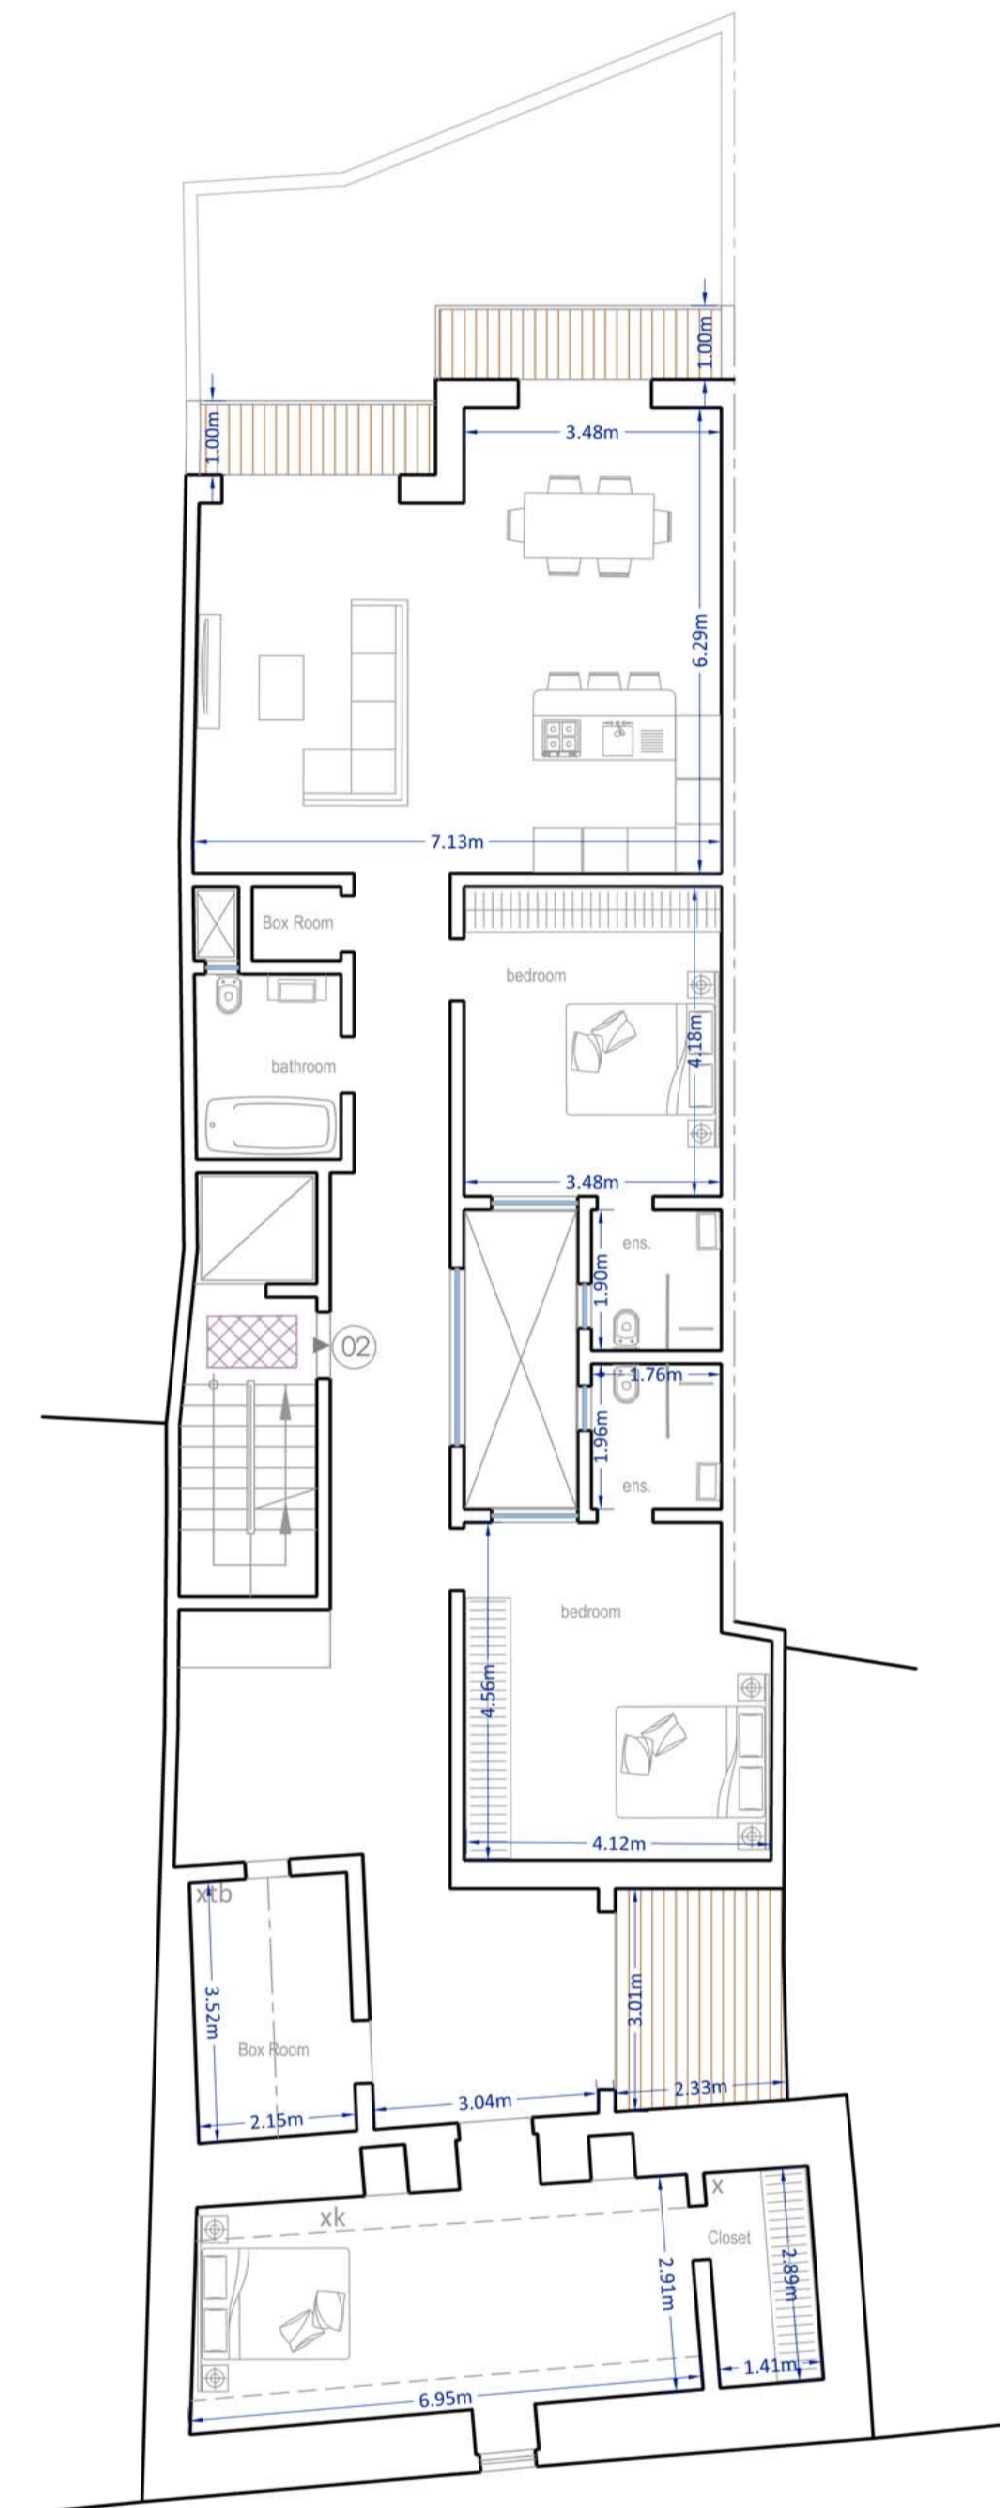 1.00m
1.00m
3.48m
6.29m
7.13m
Box Room
bedroom
4.18m
bathroom
3.48m
ens.
1.90m
02
1.76m
1.96m
ens.
bedroom
4.56m
4.12m
xtb
3.52m
3.01m
Box Room
2.33m
3.04m
2.15m
x
xk
Closet
2.91m
2.89m
1.41m
6.95m